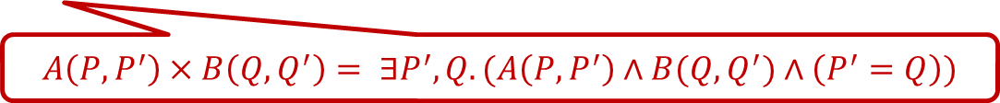 A(P, P′) × B(Q, Q′) = ∃P′, Q. (A(P, P′) ∧ B(Q, Q′) ∧ (P′ = Q))